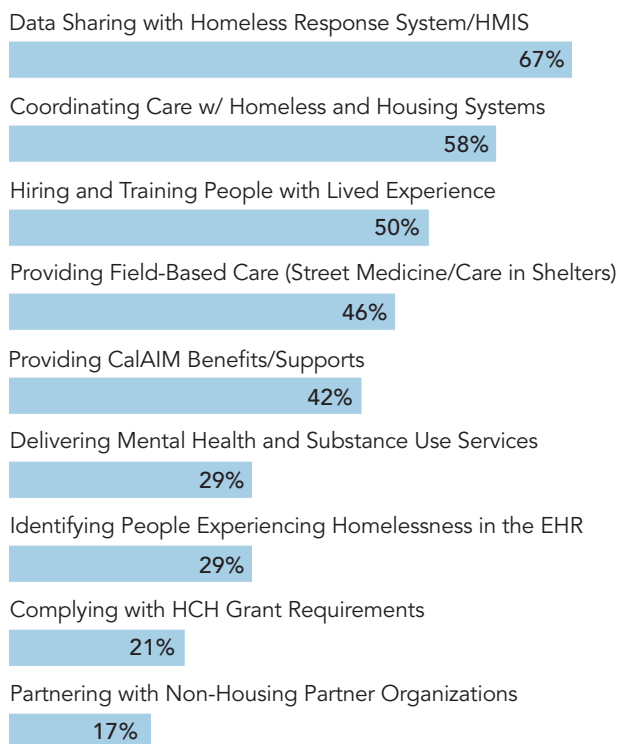 Data Sharing with Homeless Response System/HMIS
67%
Coordinating Care w/ Homeless and Housing Systems
58%
Hiring and Training People with Lived Experience
50%
Providing Field-Based Care (Street Medicine/Care in Shelters)
46%
Providing CalAIM Benefits/Supports
42%
Delivering Mental Health and Substance Use Services
29%
Identifying People Experiencing Homelessness in the EHR
29%
Complying with HCH Grant Requirements
21%
Partnering with Non-Housing Partner Organizations
17%